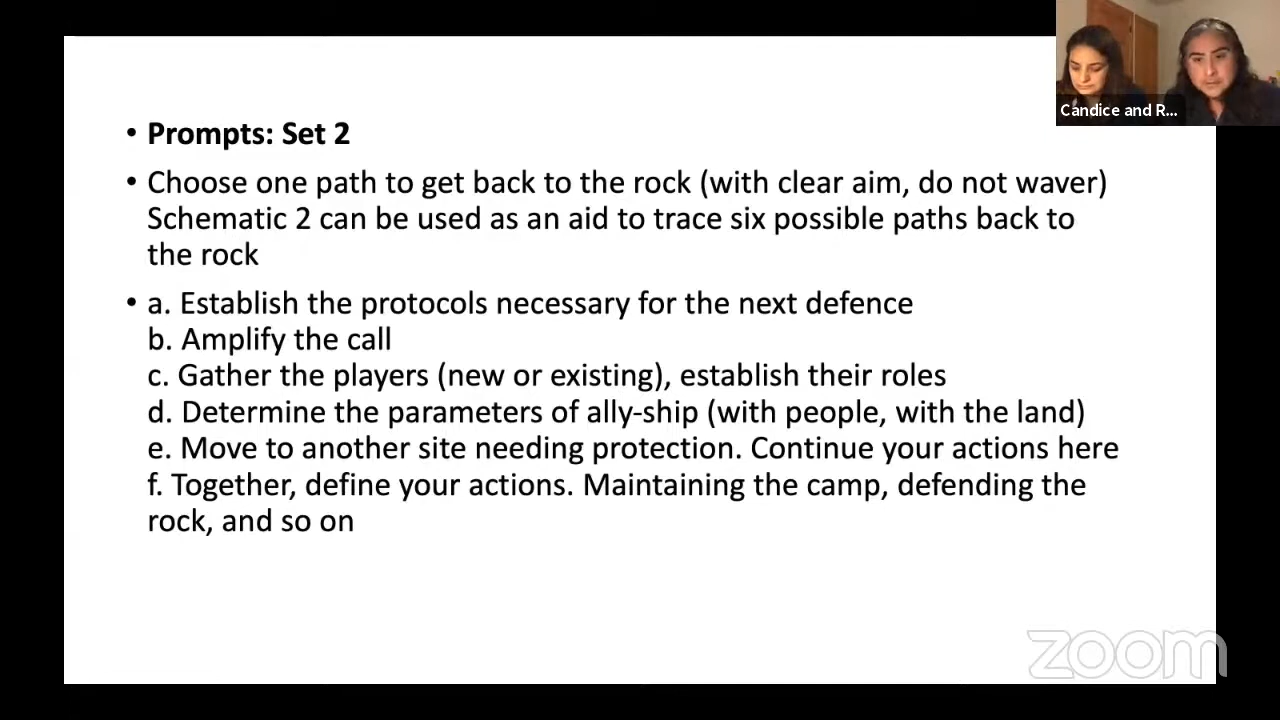 Candice and R...
• Prompts: Set 2
• Choose one path to get back to the rock (with clear aim, do not waver)
Schematic 2 can be used as an aid to trace six possible paths back to
the rock
• a. Establish the protocols necessary for the next defence
b. Amplify the call
c. Gather the players (new or existing), establish their roles
d. Determine the parameters of ally-ship (with people, with the land)
e. Move to another site needing protection. Continue your actions here
f. Together, define your actions. Maintaining the camp, defending the
rock, and so on
zoom